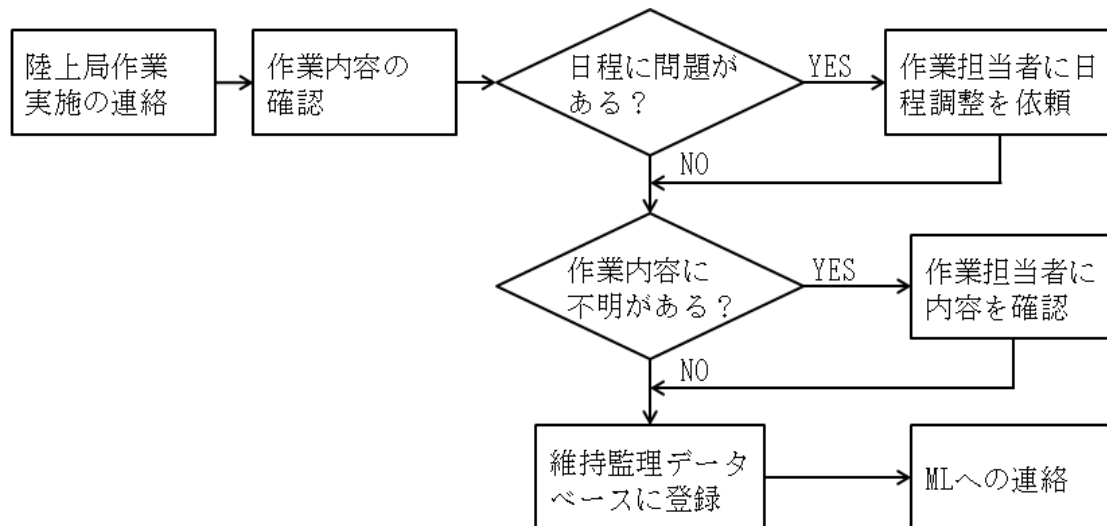 陸上局作業
実施の連絡
作業内容の
確認
日程に問題が
ある？
YES
作業担当者に日
程調整を依頼
NO
作業内容に
不明がある？
YES
作業担当者に
内容を確認
NO
維持監理データ
ベースに登録
MLへの連絡